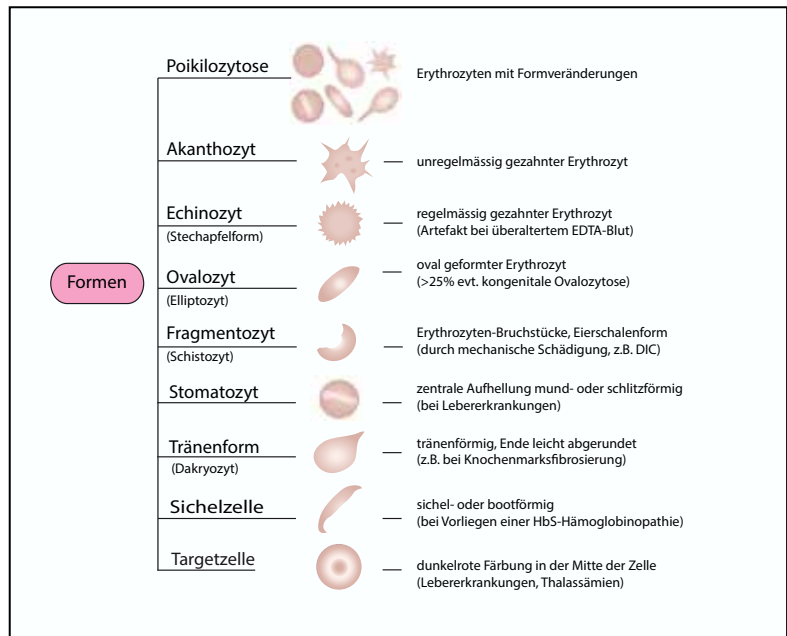 Poikilozytose
Erythrozyten mit Formveränderungen
Akanthozyt
unregelmässig gezahnter Erythrozyt
Echinozyt
(Stechapfelform)
regelmässig gezahnter Erythrozyt
(Artefakt bei überaltertem EDTA-Blut)
Formen
Ovalozyt
(Elliptozyt)
oval geformter Erythrozyt
(>25% evt. kongenitale Ovalozytose)
Fragmentozyt
(Schistozyt)
Erythrozyten-Bruchstücke, Eierschalenform
(durch mechanische Schädigung, z.B. DIC)
Stomatozyt
zentrale Aufhellung mund- oder schlitzförmig
(bei Lebererkrankungen)
Tränenform
(Dakryozyt)
tränenförmig, Ende leicht abgerundet
(z.B. bei Knochenmarksfibrosierung)
Sichelzelle
sichel- oder bootförmig
(bei Vorliegen einer HbS-Hämoglobinopathie)
Targetzelle
dunkelrote Färbung in der Mitte der Zelle
(Lebererkrankungen, Thalassämien)